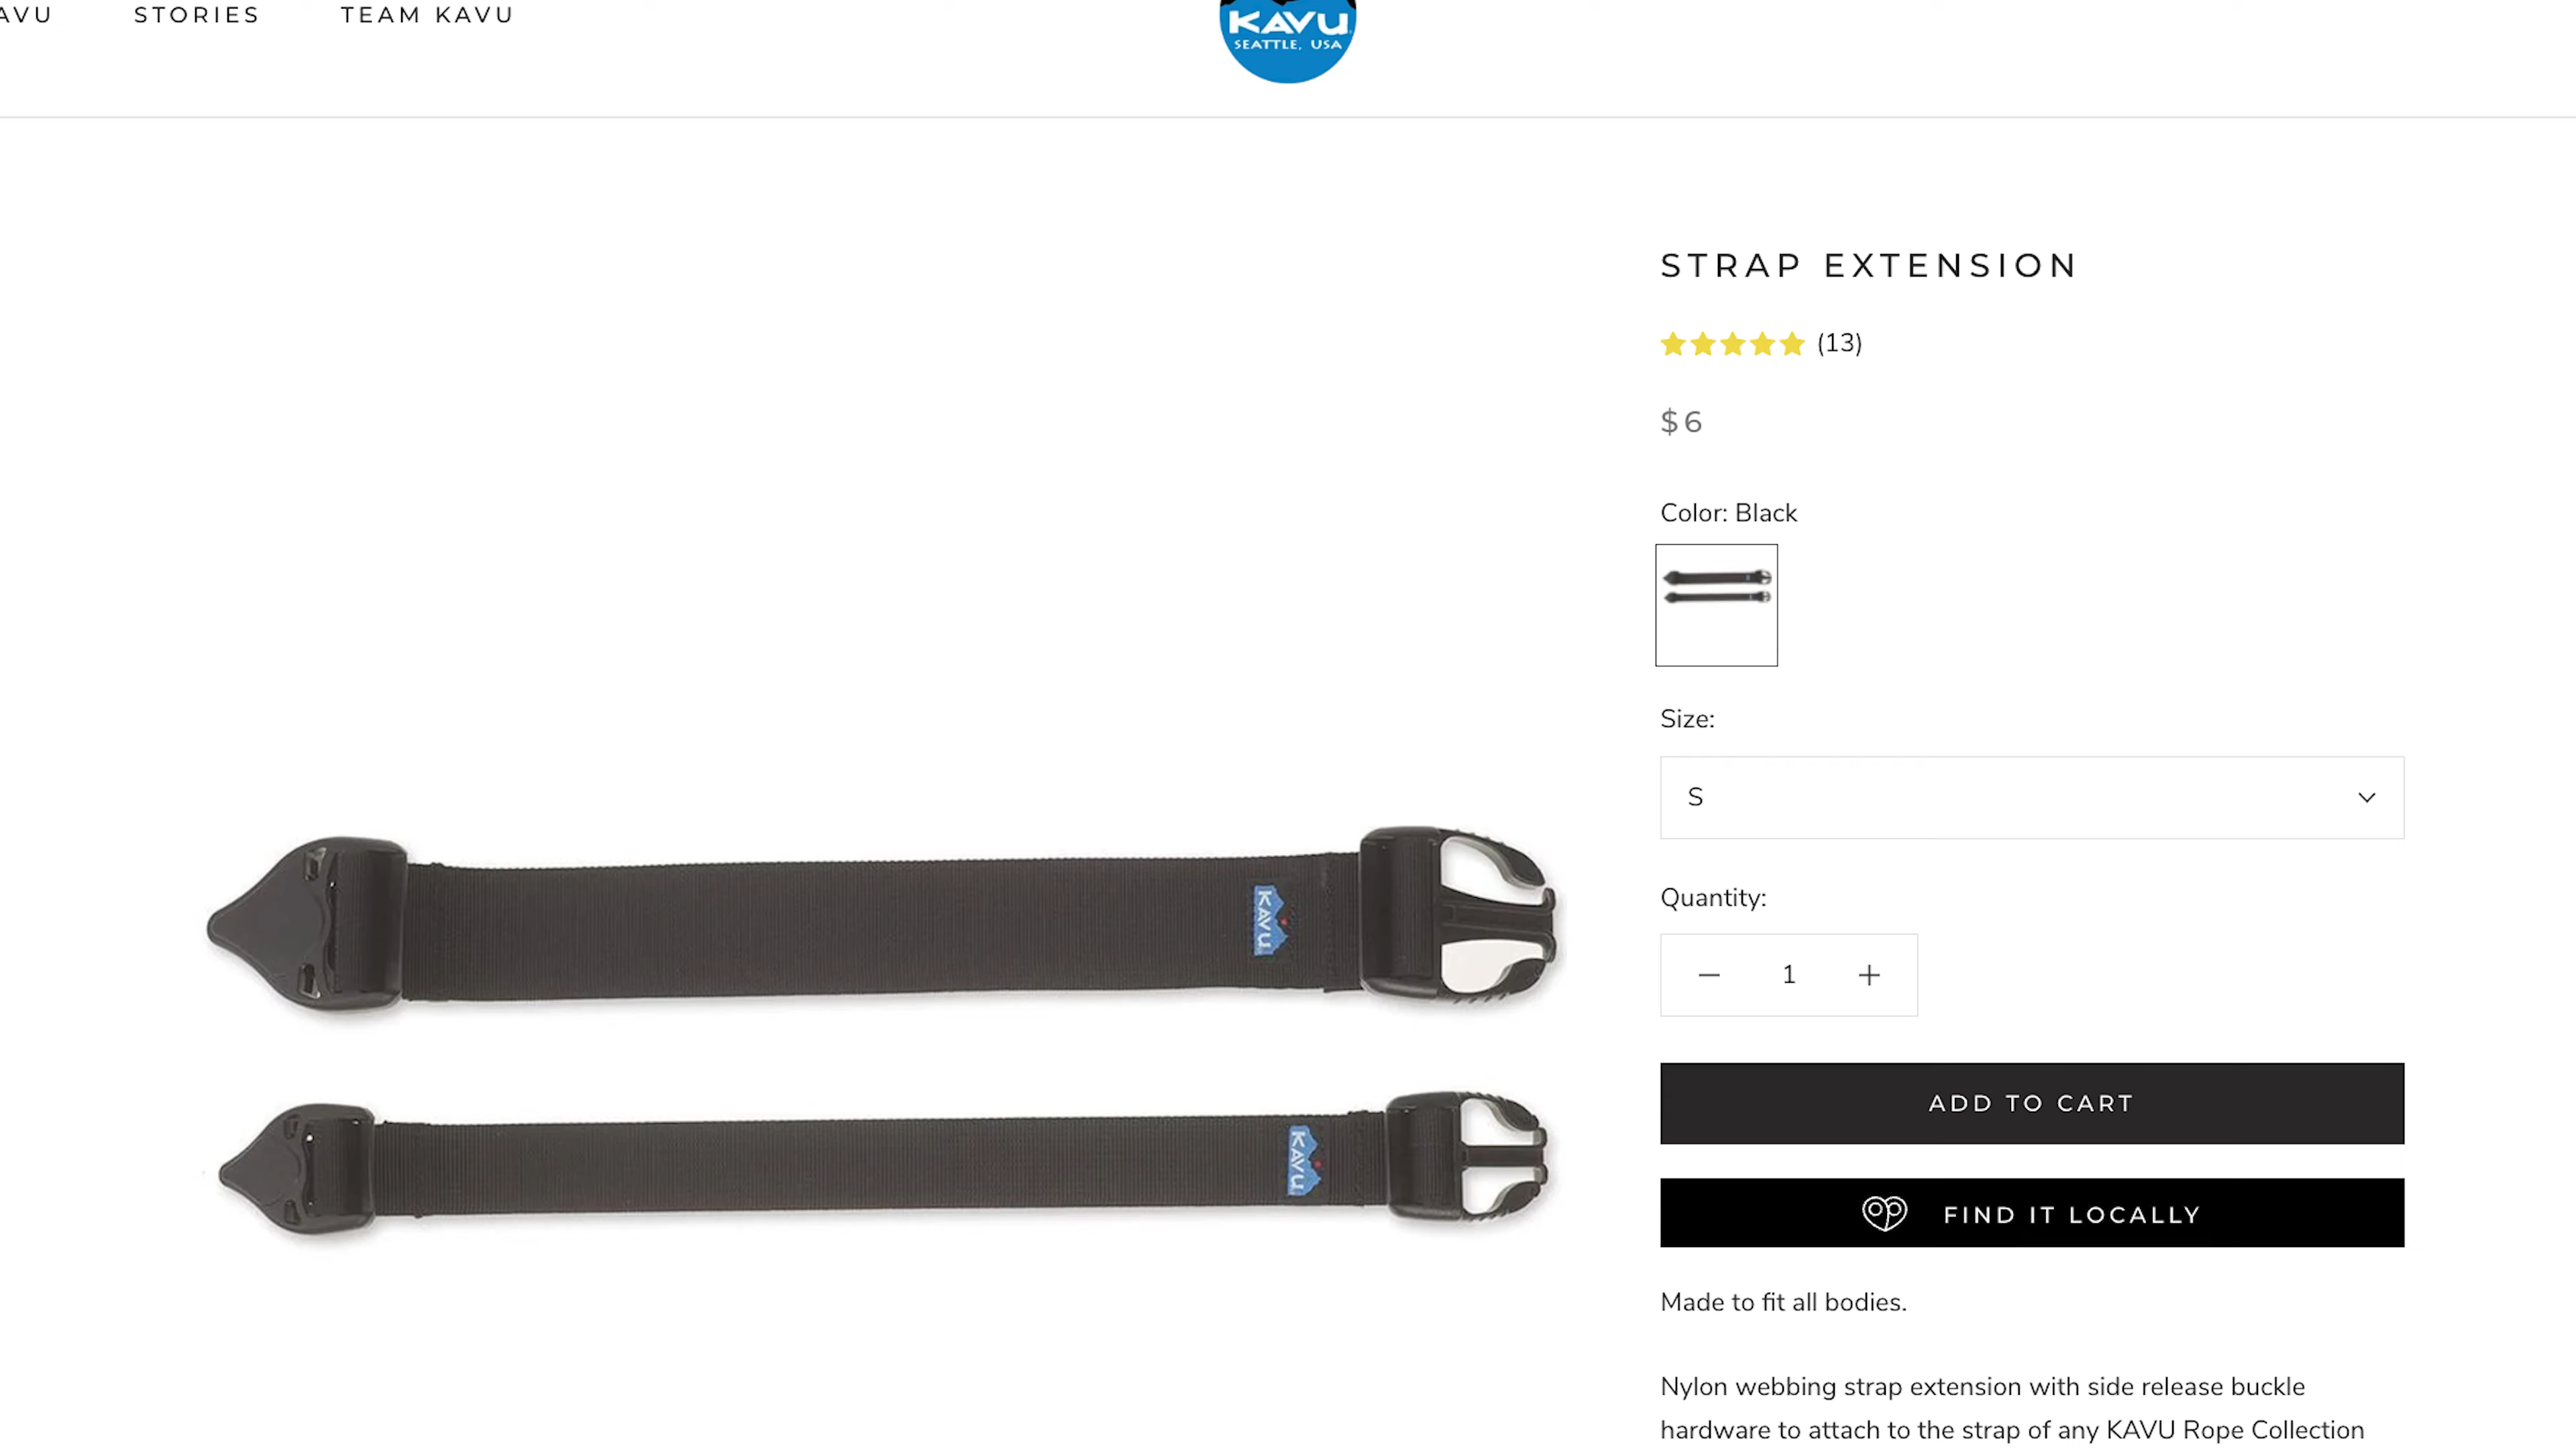 STORIES
TEAM KAVU
KAVU
SEATTLE, USA
STRAP EXTENSION
(13)
$6
Color: Black
Size:
S
Quantity:
1
ADD TO CART
FIND IT LOCALLY
Made to fit all bodies.
Nylon webbing strap extension with side release buckle
hardware to attach to the strap of any KAVU Rope Collection
KAVU
KAVU